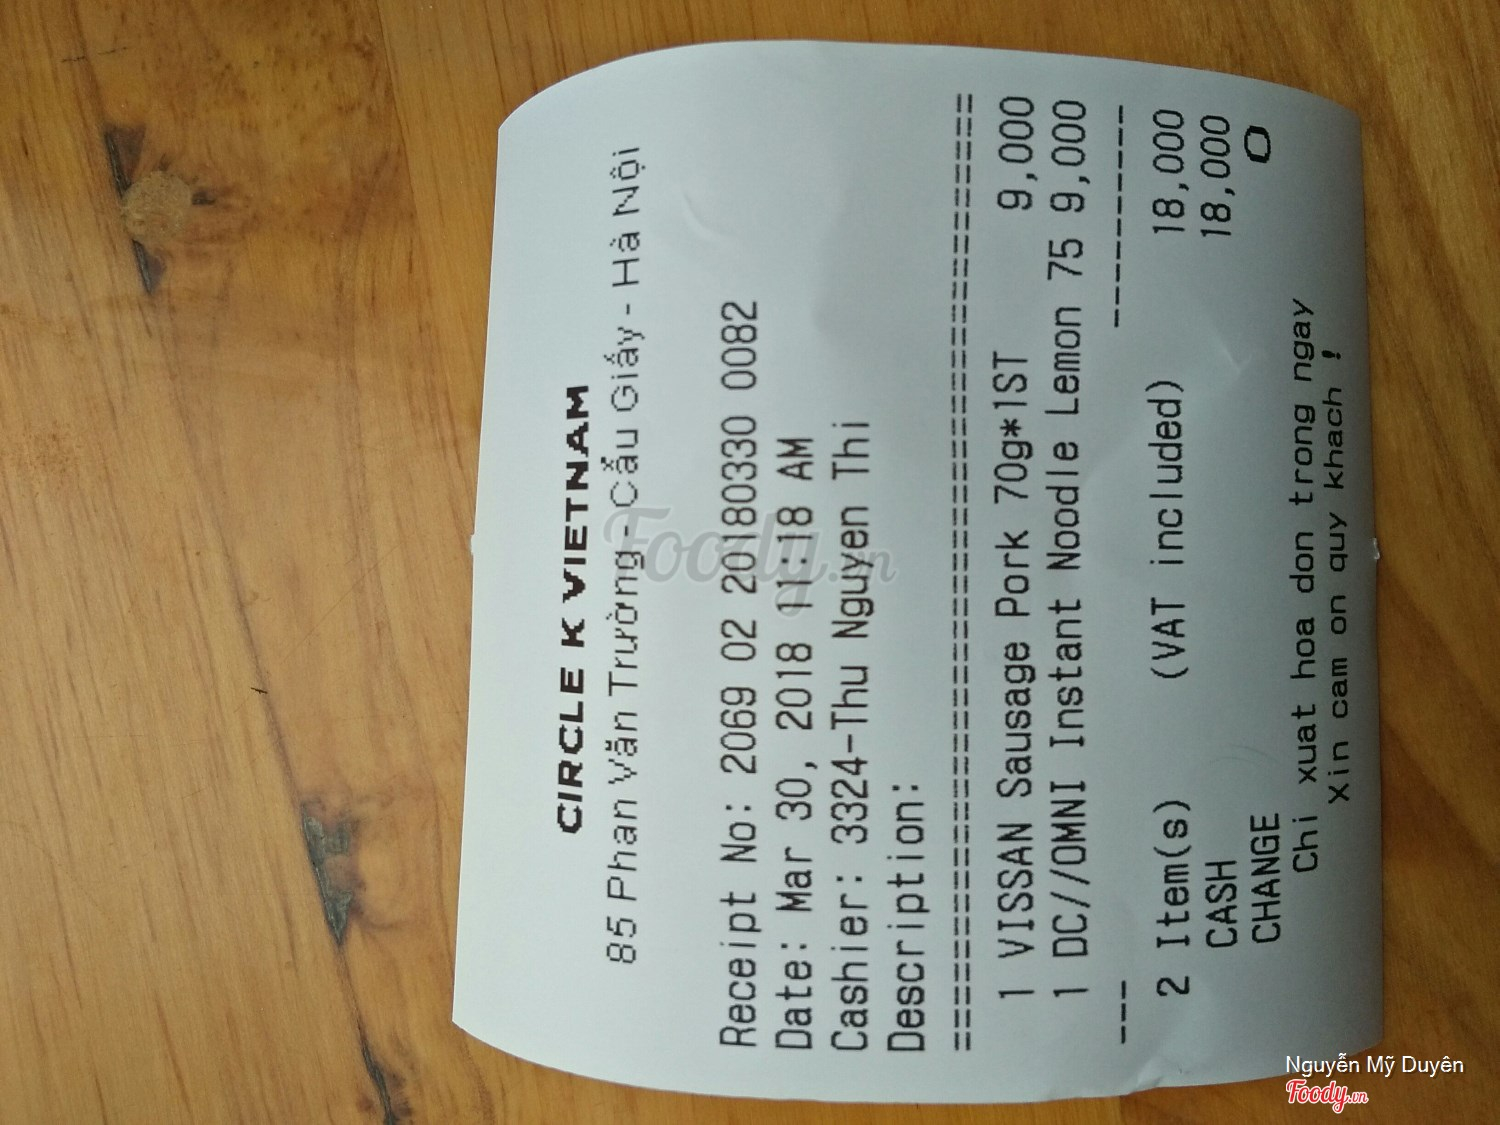 CIRCLE K VIETNAM
85 Phan Văn Trường - Cầu Giấy - Hà Nội
Receipt No: 2069 02 20180330 0082
Date: Mar 30, 2018 11:18 AM
Cashier: 3324-Thu Nguyen Thi
Description:
==================================================
1 VISSAN Sausage Pork 70g*1ST 9,000
1 DC//OMNI Instant Noodle Lemon 75 9,000
--- -----------
2 Item(s) (VAT included) 18,000
CASH 18,000
CHANGE 0
Chi xuat hoa don trong ngay
Xin cam on quy khach !
Foody.vn
Nguyễn Mỹ Duyên
Foody.vn